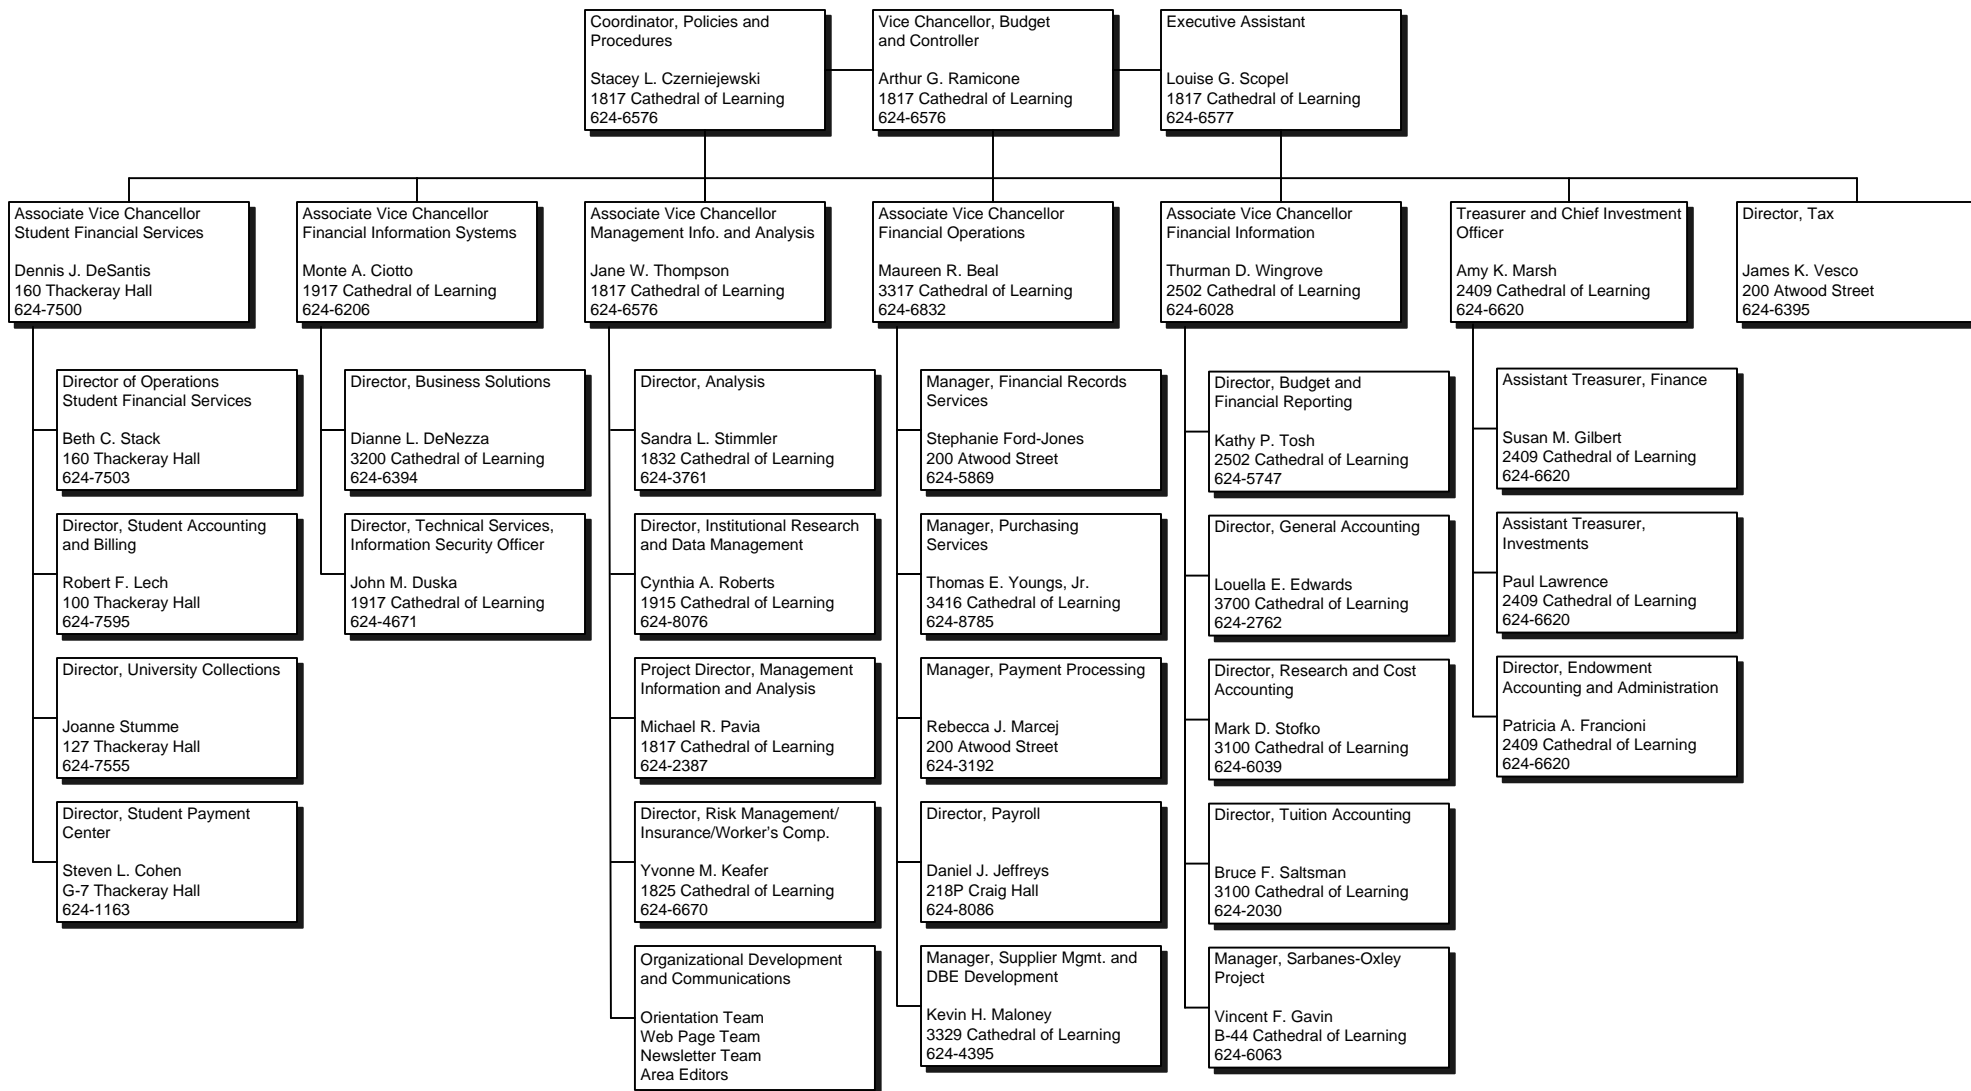 Coordinator, Policies and
Procedures
Stacey L. Czerniejewski
1817 Cathedral of Learning
624-6576
Vice Chancellor, Budget
and Controller
Arthur G. Ramicone
1817 Cathedral of Learning
624-6576
Executive Assistant
Louise G. Scopel
1817 Cathedral of Learning
624-6577
Associate Vice Chancellor
Student Financial Services
Dennis J. DeSantis
160 Thackeray Hall
624-7500
Associate Vice Chancellor
Financial Information Systems
Monte A. Ciotto
1917 Cathedral of Learning
624-6206
Associate Vice Chancellor
Management Info. and Analysis
Jane W. Thompson
1817 Cathedral of Learning
624-6576
Associate Vice Chancellor
Financial Operations
Maureen R. Beal
3317 Cathedral of Learning
624-6832
Associate Vice Chancellor
Financial Information
Thurman D. Wingrove
2502 Cathedral of Learning
624-6028
Treasurer and Chief Investment
Officer
Amy K. Marsh
2409 Cathedral of Learning
624-6620
Director, Tax
James K. Vesco
200 Atwood Street
624-6395
Director of Operations
Student Financial Services
Beth C. Stack
160 Thackeray Hall
624-7503
Director, Student Accounting
and Billing
Robert F. Lech
100 Thackeray Hall
624-7595
Director, University Collections
Joanne Stumme
127 Thackeray Hall
624-7555
Director, Student Payment
Center
Steven L. Cohen
G-7 Thackeray Hall
624-1163
Director, Business Solutions
Dianne L. DeNezza
3200 Cathedral of Learning
624-6394
Director, Technical Services,
Information Security Officer
John M. Duska
1917 Cathedral of Learning
624-4671
Director, Analysis
Sandra L. Stimmler
1832 Cathedral of Learning
624-3761
Director, Institutional Research
and Data Management
Cynthia A. Roberts
1915 Cathedral of Learning
624-8076
Project Director, Management
Information and Analysis
Michael R. Pavia
1817 Cathedral of Learning
624-2387
Director, Risk Management/
Insurance/Worker's Comp.
Yvonne M. Keafer
1825 Cathedral of Learning
624-6670
Organizational Development
and Communications
Orientation Team
Web Page Team
Newsletter Team
Area Editors
Manager, Financial Records
Services
Stephanie Ford-Jones
200 Atwood Street
624-5869
Manager, Purchasing
Services
Thomas E. Youngs, Jr.
3416 Cathedral of Learning
624-8785
Manager, Payment Processing
Rebecca J. Marcej
200 Atwood Street
624-3192
Director, Payroll
Daniel J. Jeffreys
218P Craig Hall
624-8086
Manager, Supplier Mgmt. and
DBE Development
Kevin H. Maloney
3329 Cathedral of Learning
624-4395
Director, Budget and
Financial Reporting
Kathy P. Tosh
2502 Cathedral of Learning
624-5747
Director, General Accounting
Louella E. Edwards
3700 Cathedral of Learning
624-2762
Director, Research and Cost
Accounting
Mark D. Stofko
3100 Cathedral of Learning
624-6039
Director, Tuition Accounting
Bruce F. Saltsman
3100 Cathedral of Learning
624-2030
Manager, Sarbanes-Oxley
Project
Vincent F. Gavin
B-44 Cathedral of Learning
624-6063
Assistant Treasurer, Finance
Susan M. Gilbert
2409 Cathedral of Learning
624-6620
Assistant Treasurer,
Investments
Paul Lawrence
2409 Cathedral of Learning
624-6620
Director, Endowment
Accounting and Administration
Patricia A. Francioni
2409 Cathedral of Learning
624-6620